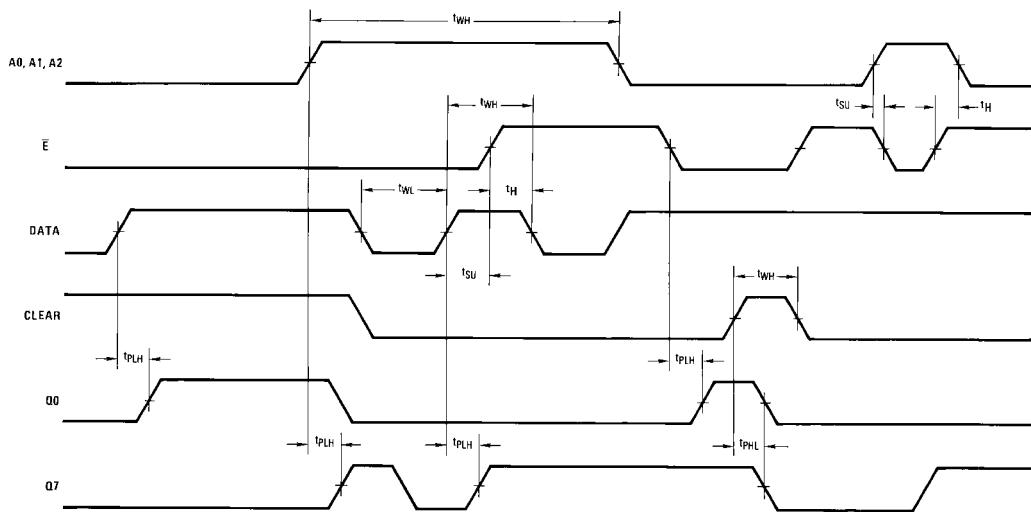 tWH
A0, A1, A2
tWH
tSU
tH
E̅
tWL
tH
DATA
tSU
tWH
CLEAR
tPLH
tPLH
Q0
tPLH
tPLH
tPHL
Q7